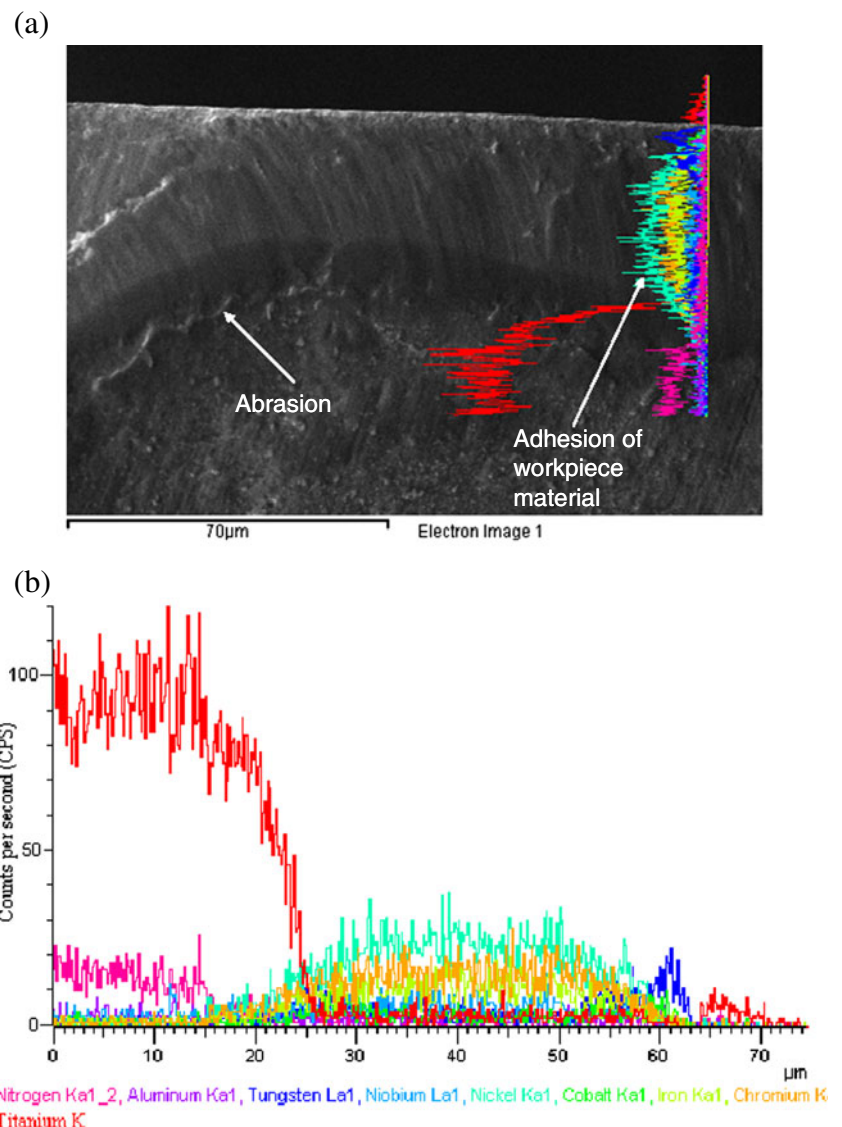 (a)
Abrasion
Adhesion of
workpiece
material
70μm
Electron Image 1
(b)
Counts per second (CPS)
100
50
0
0 10 20 30 40 50 60 70
μm
Nitrogen Ka1_2, Aluminum Ka1, Tungsten La1, Niobium La1, Nickel Ka1, Cobalt Ka1, Iron Ka1, Chromium K
Titanium K